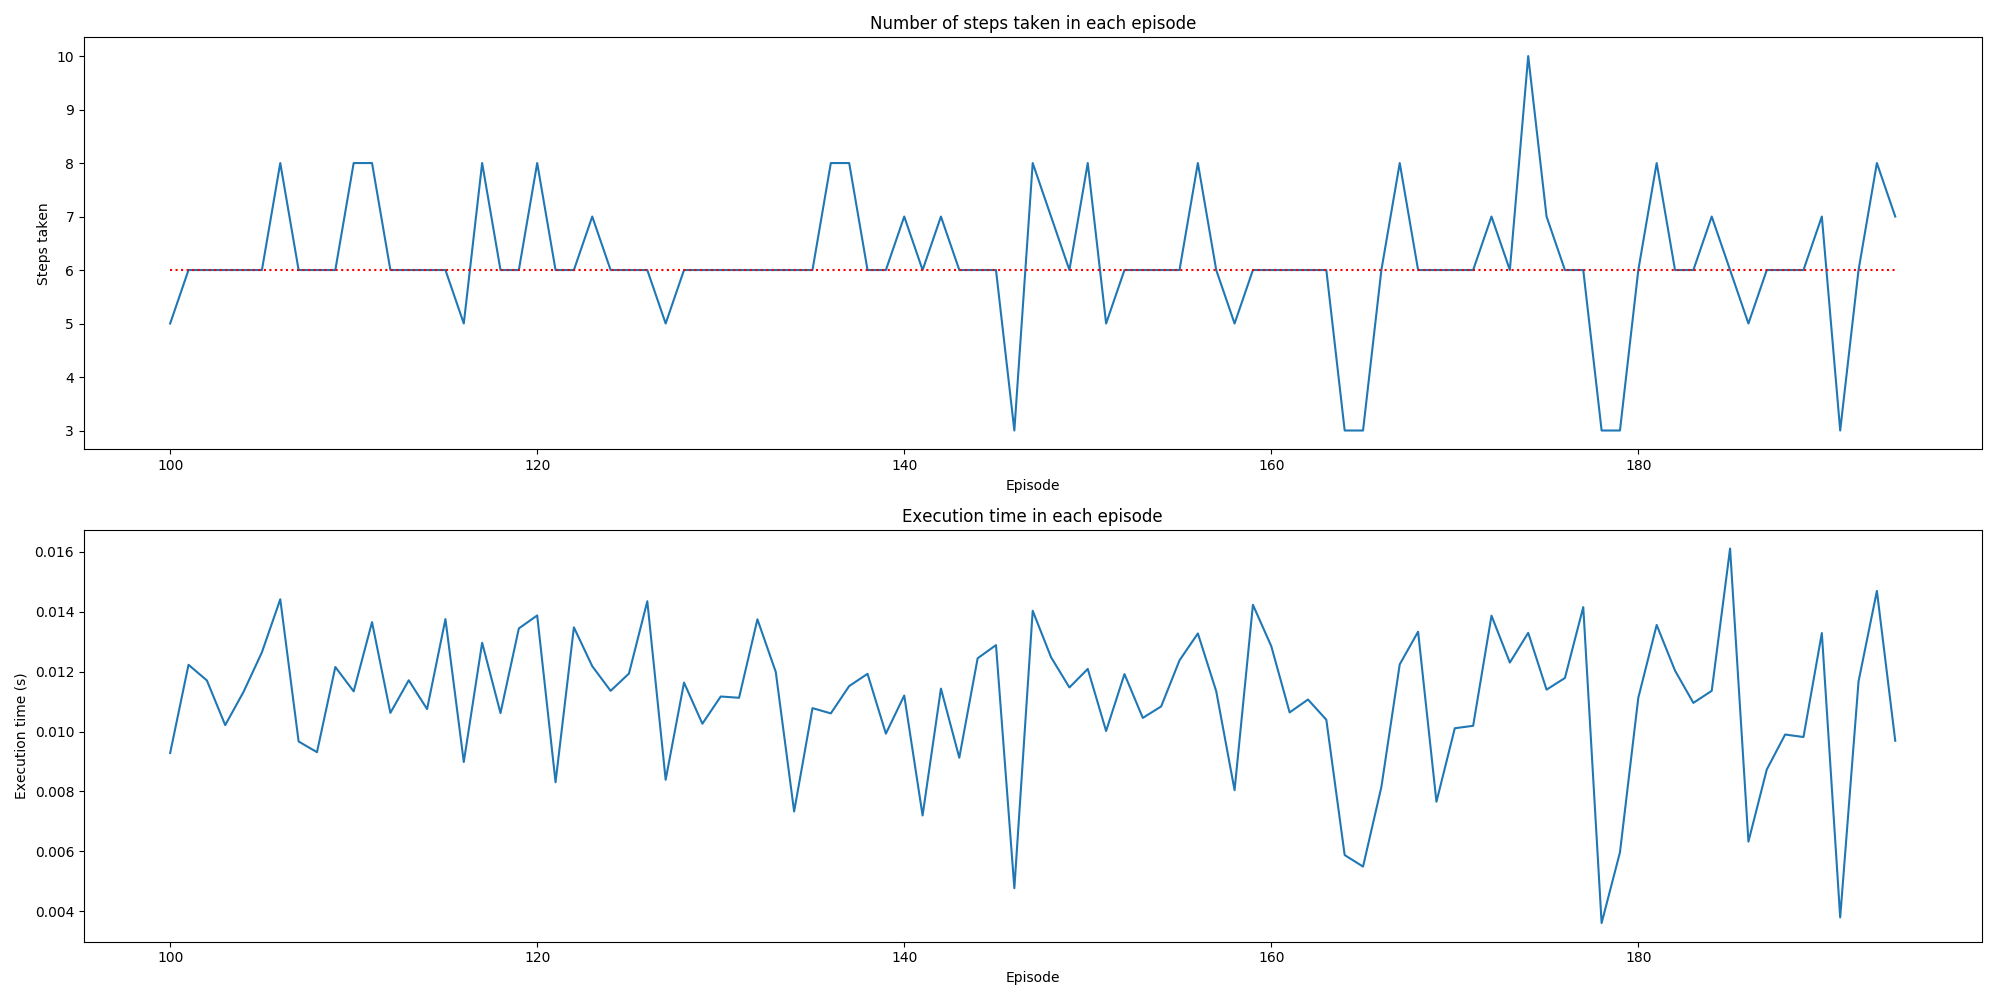 Number of steps taken in each episode
10
9
8
7
6
5
4
3
Steps taken
100 120 140 160 180
Episode
Execution time in each episode
0.016
0.014
0.012
0.010
0.008
0.006
0.004
Execution time (s)
100 120 140 160 180
Episode